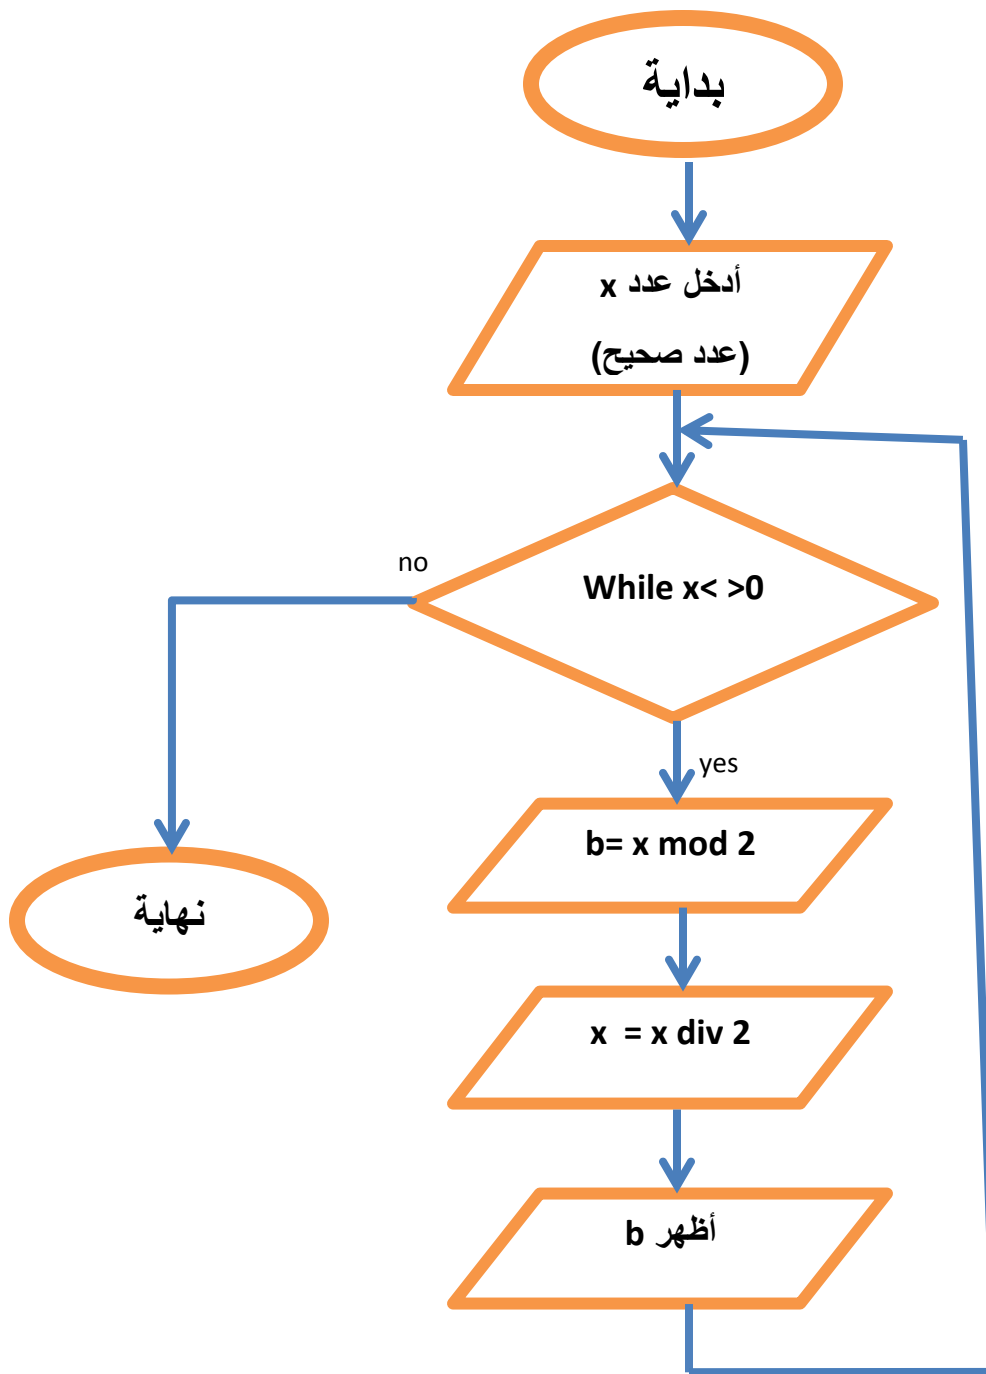 بداية
أدخل عدد x
(عدد صحيح)
While x< >0
no
yes
b= x mod 2
نهاية
x = x div 2
أظهر b